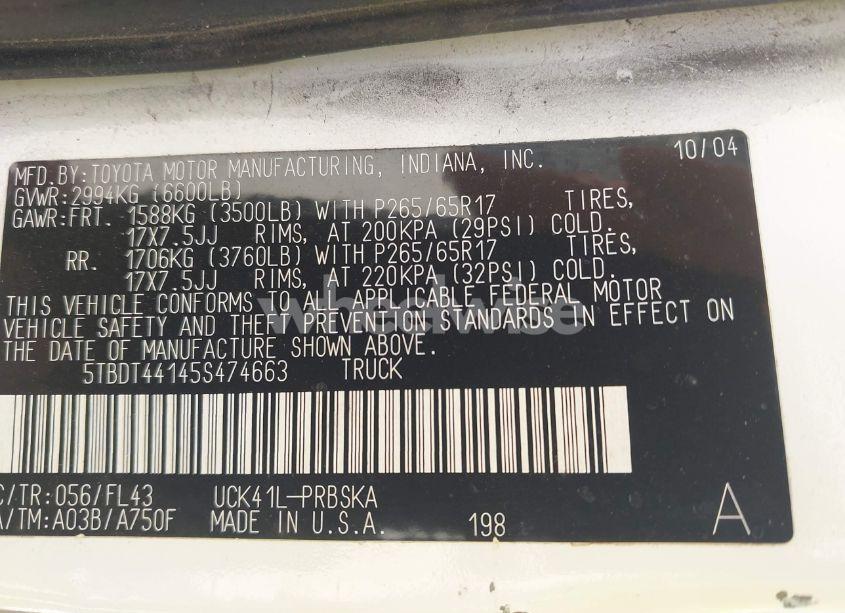 MFD.BY:TOYOTA MOTOR MANUFACTURING, INDIANA, INC. 10/04
GVWR:2994KG (6600LB)
GAWR:FRT. 1588KG (3500LB) WITH P265/65R17 TIRES,
17X7.5JJ RIMS, AT 200KPA (29PSI) COLD.
RR. 1706KG (3760LB) WITH P265/65R17 TIRES,
17X7.5JJ RIMS, AT 220KPA (32PSI) COLD.
THIS VEHICLE CONFORMS TO ALL APPLICABLE FEDERAL MOTOR
VEHICLE SAFETY AND THEFT PREVENTION STANDARDS IN EFFECT ON
THE DATE OF MANUFACTURE SHOWN ABOVE.
wheelwise
5TBDT44145S474663 TRUCK
C/TR:056/FL43 UCK41L-PRBSKA
A/TM:A03B/A750F MADE IN U.S.A. 198 A